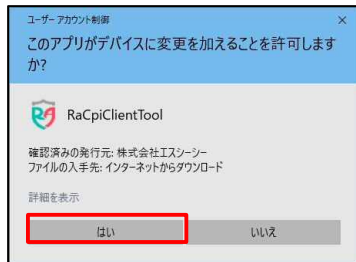 ユーザー アカウント制御
このアプリがデバイスに変更を加えることを許可します
か?
RaCpiClientTool
確認済みの発行元: 株式会社エスシーシー
ファイルの入手先: インターネットからダウンロード
詳細を表示
はい
いいえ